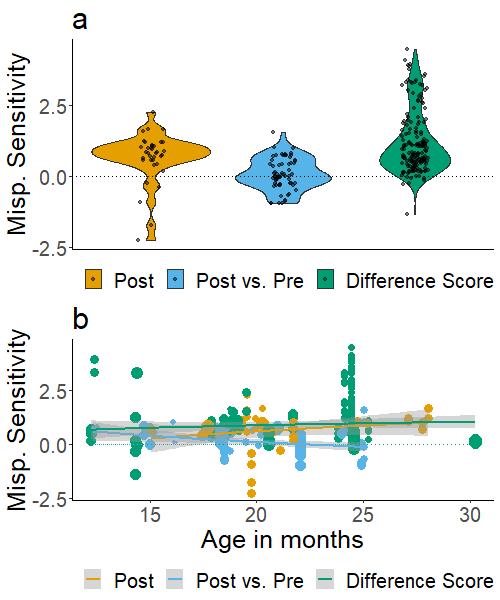 a
Misp. Sensitivity
2.5
0.0
-2.5
Post
Post vs. Pre
Difference Score
b
Misp. Sensitivity
2.5
0.0
-2.5
15 20 25 30
Age in months
Post
Post vs. Pre
Difference Score